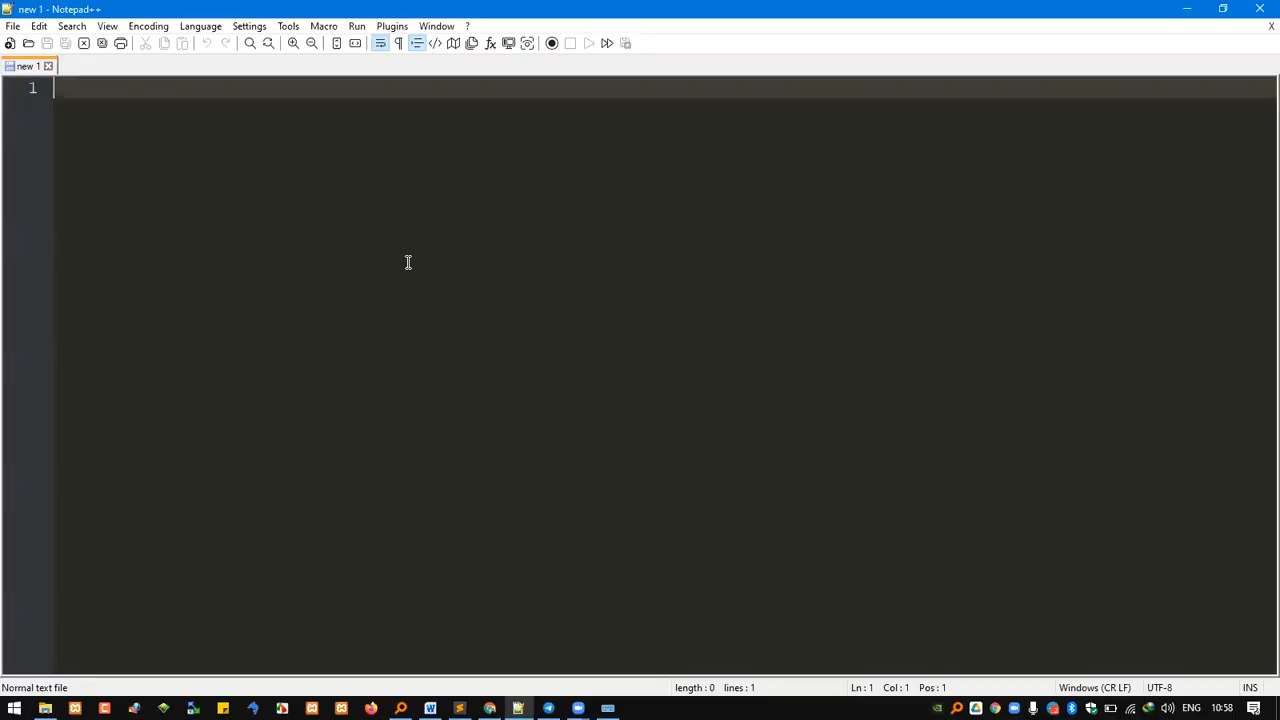 new 1 - Notepad++
File Edit Search View Encoding Language Settings Tools Macro Run Plugins Window ? X
new 1
1
Normal text file length : 0 lines : 1 Ln : 1 Col : 1 Pos : 1 Windows (CR LF) UTF-8 INS
ENG 10:58